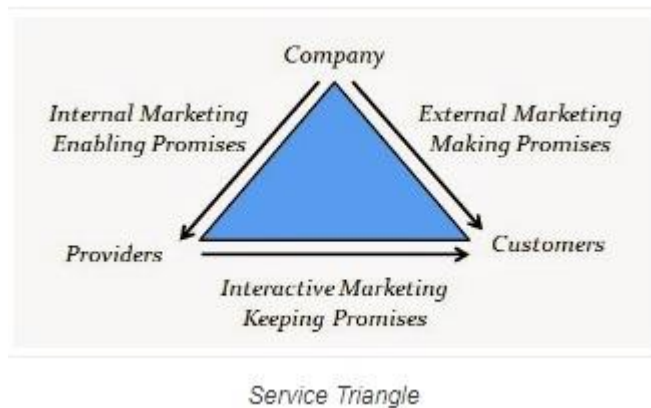 Company
Internal Marketing
Enabling Promises
External Marketing
Making Promises
Providers
Customers
Interactive Marketing
Keeping Promises
Service Triangle